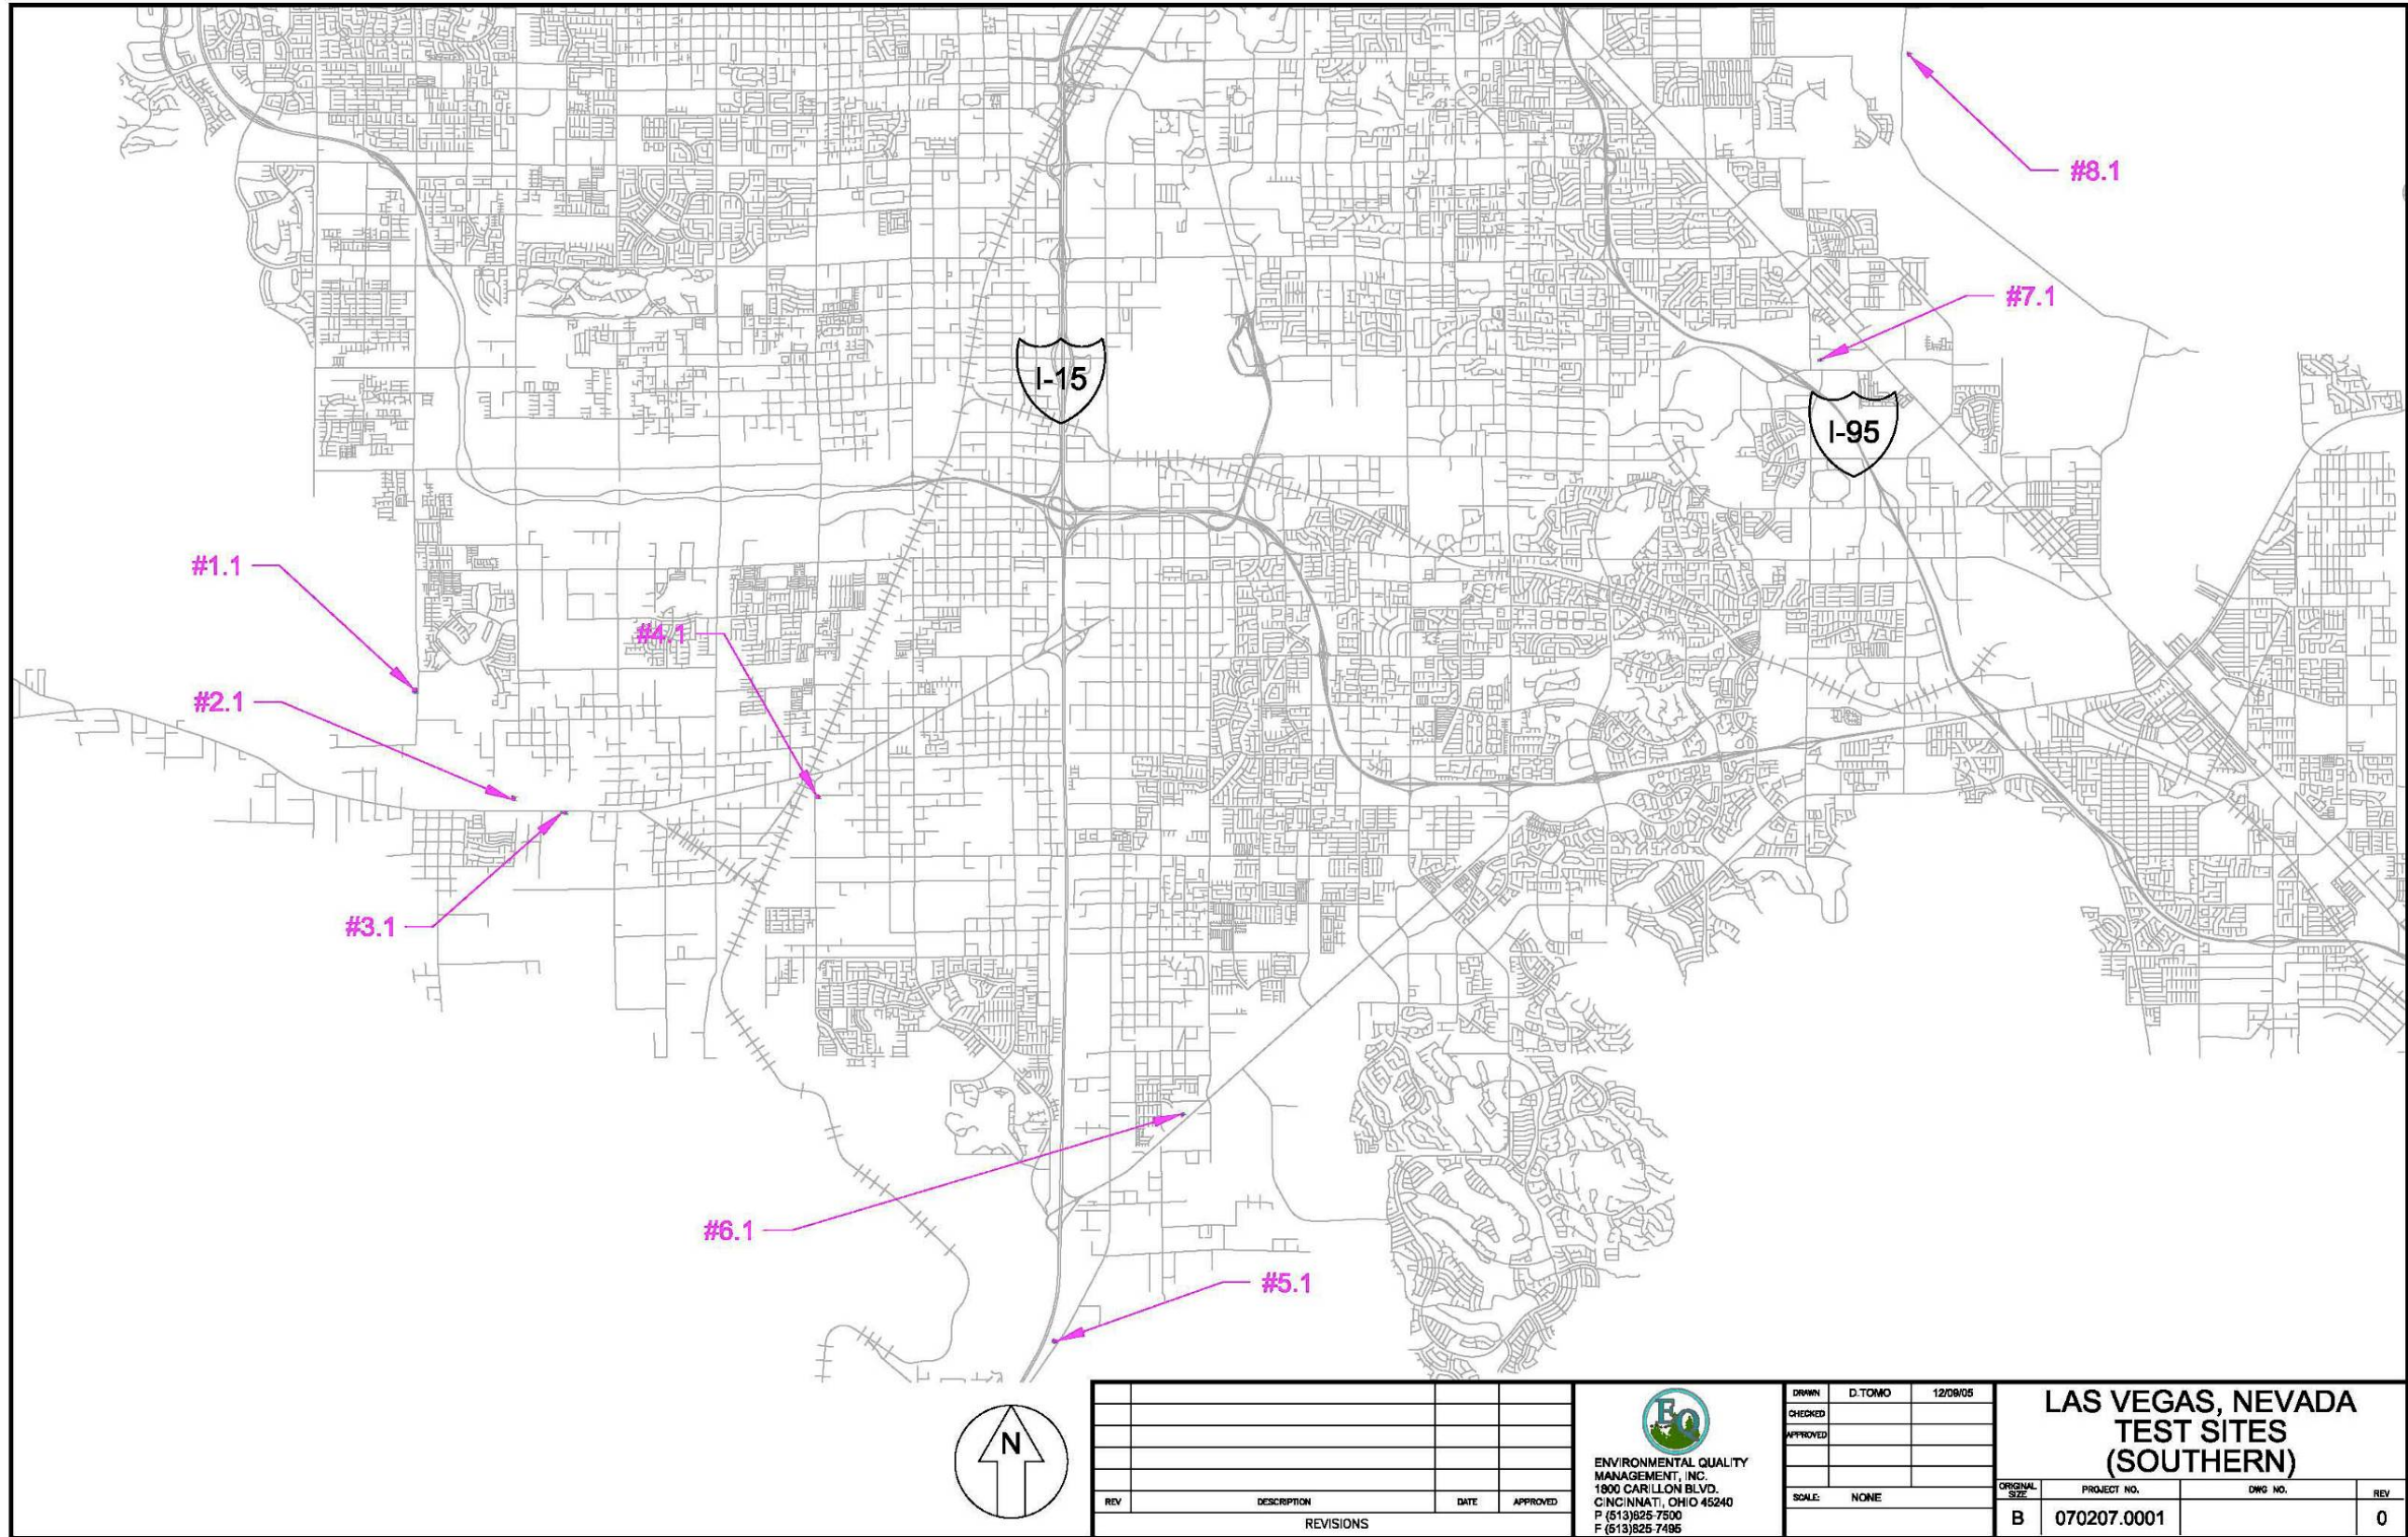 #8.1
#7.1
I-15
I-95
#1.1
#4.1
#2.1
#3.1
#6.1
#5.1
N
REV DESCRIPTION DATE APPROVED
REVISIONS
EQ
ENVIRONMENTAL QUALITY
MANAGEMENT, INC.
1800 CARILLON BLVD.
CINCINNATI, OHIO 45240
P (513)825-7500
F (513)825-7495
DRAWN D.TOMO 12/09/05
CHECKED
APPROVED
SCALE: NONE
LAS VEGAS, NEVADA
TEST SITES
(SOUTHERN)
ORIGINAL SIZE PROJECT NO. DWG NO. REV
B 070207.0001 0